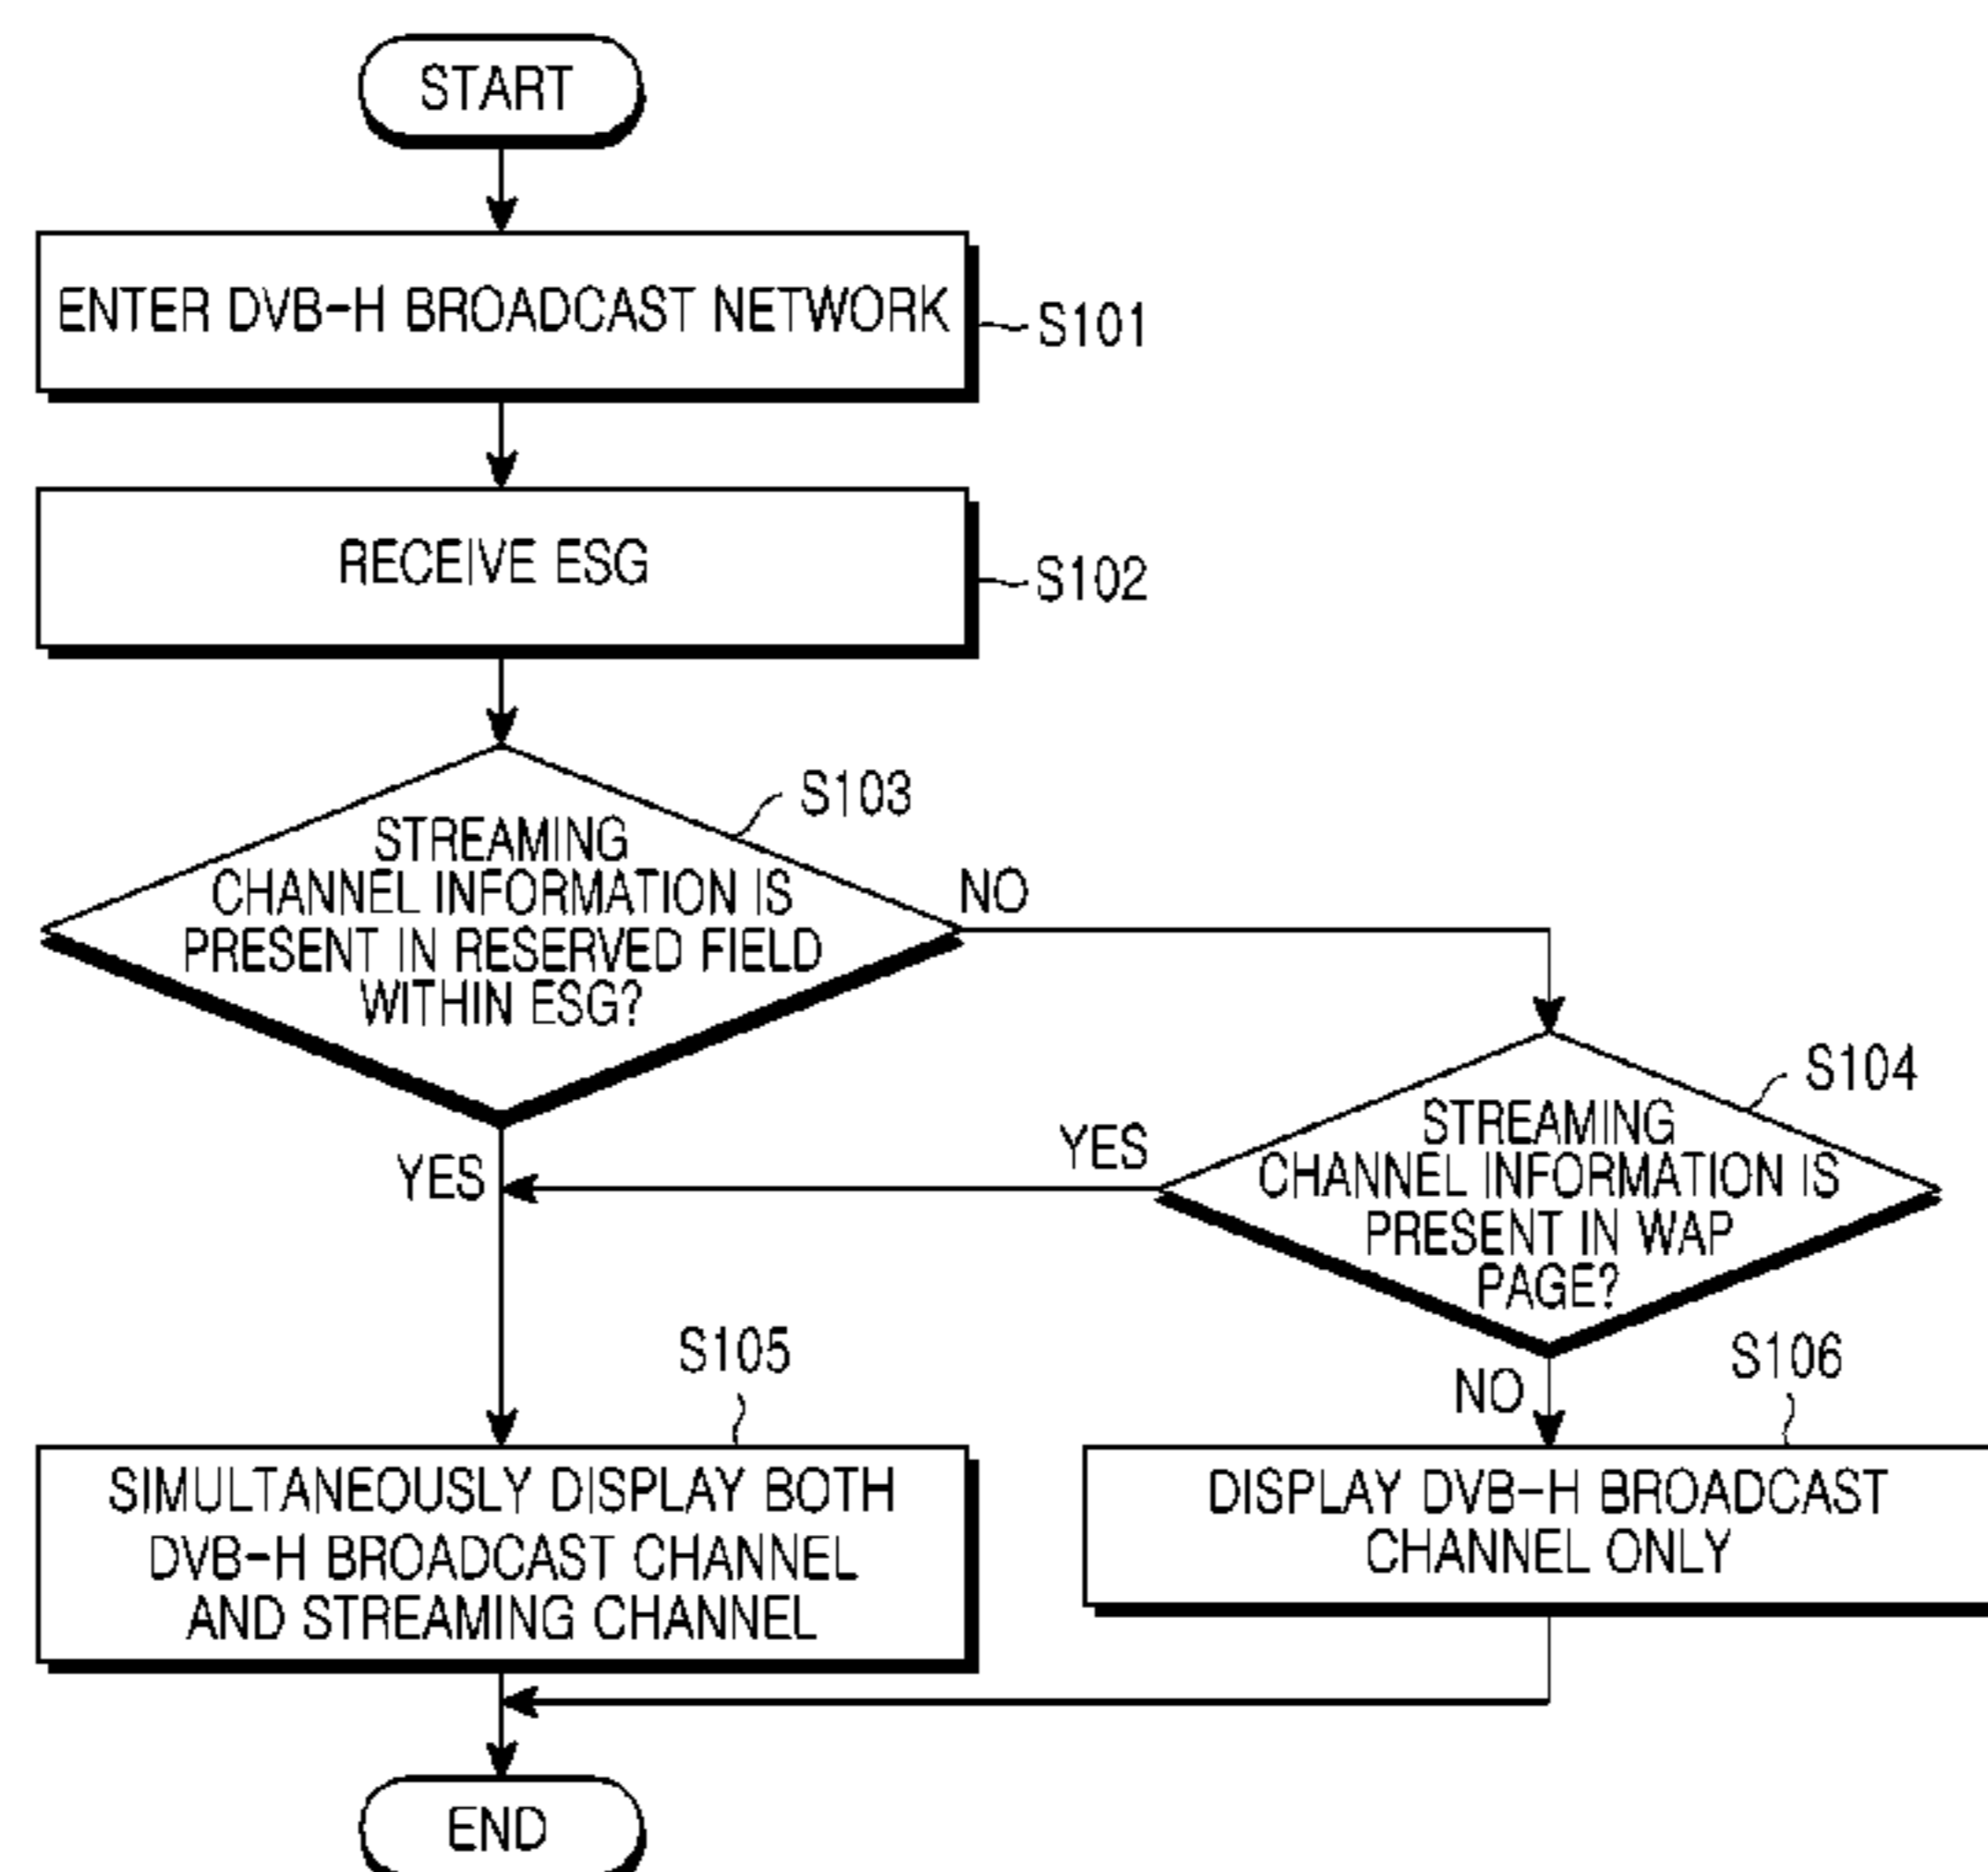 START
ENTER DVB-H BROADCAST NETWORK
S101
RECEIVE ESG
S102
S103
STREAMING
CHANNEL INFORMATION IS
PRESENT IN RESERVED FIELD
WITHIN ESG?
NO
S104
STREAMING
CHANNEL INFORMATION IS
PRESENT IN WAP
PAGE?
YES
YES
NO
S105
SIMULTANEOUSLY DISPLAY BOTH
DVB-H BROADCAST CHANNEL
AND STREAMING CHANNEL
S106
DISPLAY DVB-H BROADCAST
CHANNEL ONLY
END